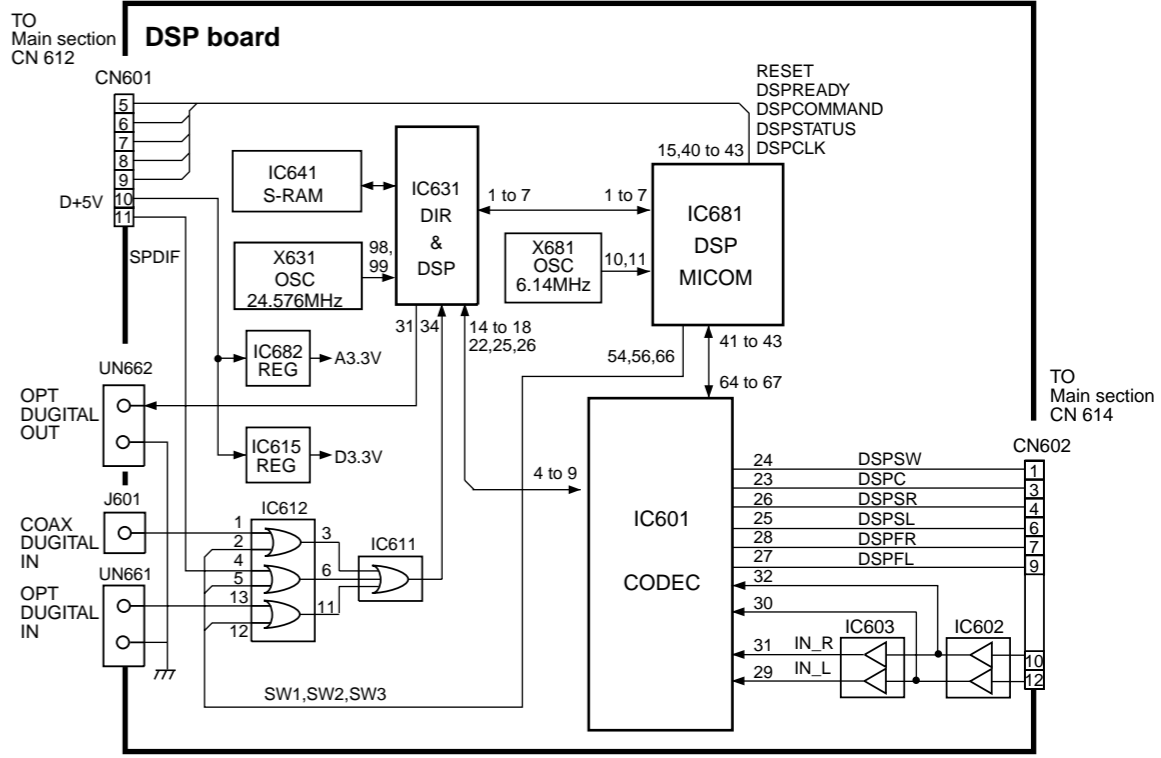 TO
Main section
CN 612
DSP board
CN601
5
6
7
8
9
10
11
D+5V
SPDIF
RESET
DSPREADY
DSPCOMMAND
DSPSTATUS
DSPCLK
15,40 to 43
IC641
S-RAM
IC631
DIR
&
DSP
1 to 7
1 to 7
IC681
DSP
MICOM
X631
OSC
24.576MHz
98,
99
X681
OSC
6.14MHz
10,11
31
34
14 to 18
22,25,26
54,56,66
41 to 43
64 to 67
IC682
REG
A3.3V
IC615
REG
D3.3V
UN662
OPT
DUGITAL
OUT
J601
COAX
DUGITAL
IN
UN661
OPT
DUGITAL
IN
IC612
1
2
3
4
5
6
13
12
11
IC611
4 to 9
SW1,SW2,SW3
IC601
CODEC
TO
Main section
CN 614
CN602
24 DSPSW 1
23 DSPC 3
26 DSPSR 4
25 DSPSL 6
28 DSPFR 7
27 DSPFL 9
32
30
IC603
IC602
31 IN_R 10
29 IN_L 12